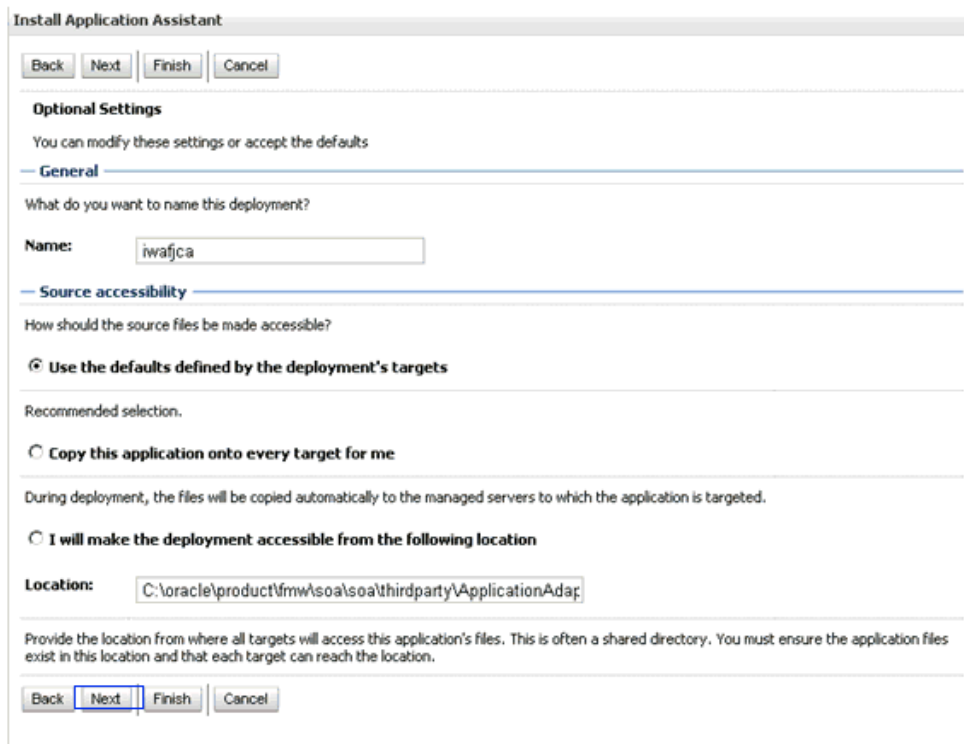 Install Application Assistant
Back Next Finish Cancel
Optional Settings
You can modify these settings or accept the defaults
General
What do you want to name this deployment?
Name: iwafjca
Source accessibility
How should the source files be made accessible?
Use the defaults defined by the deployment's targets
Recommended selection.
Copy this application onto every target for me
During deployment, the files will be copied automatically to the managed servers to which the application is targeted.
I will make the deployment accessible from the following location
Location: C:\oracle\product\fmw\soa\soa\thirdparty\ApplicationAdap
Provide the location from where all targets will access this application's files. This is often a shared directory. You must ensure the application files
exist in this location and that each target can reach the location.
Back Next Finish Cancel